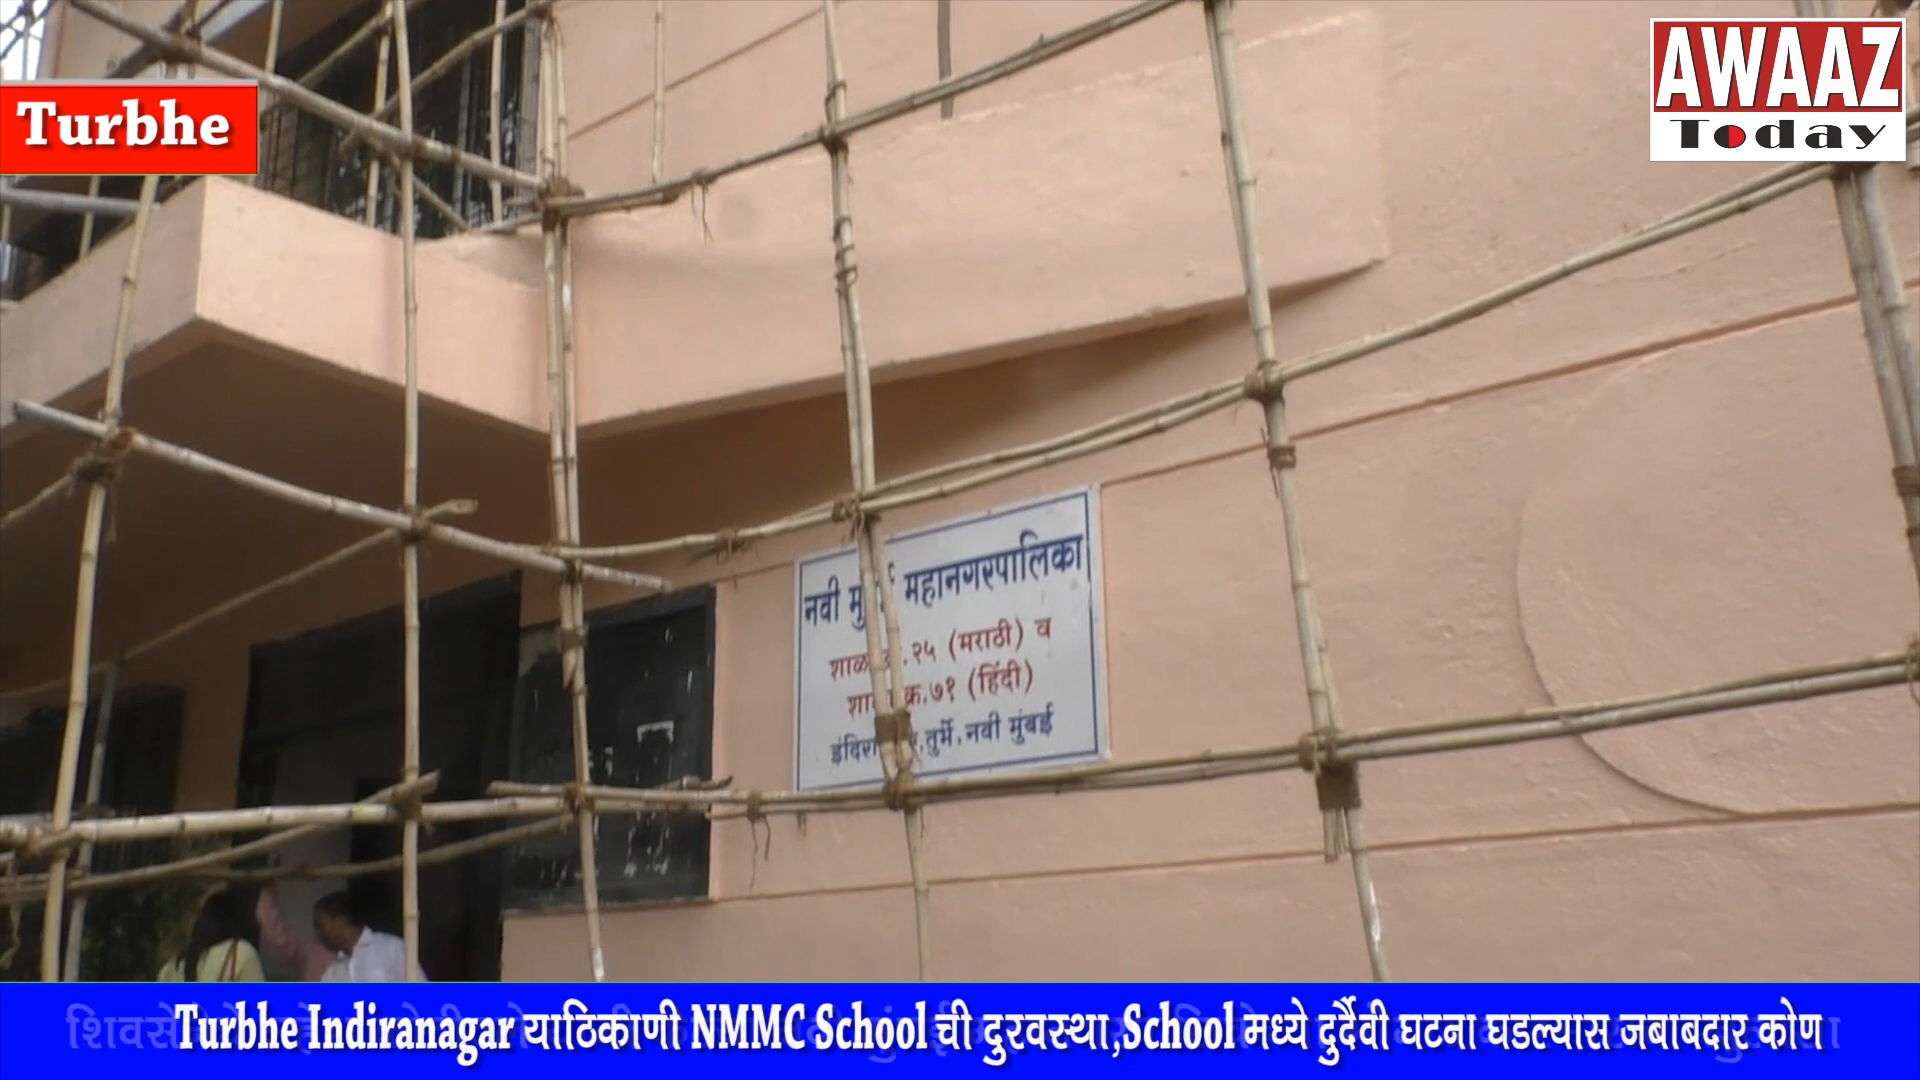 Turbhe
AWAAZ
Today
नवी महानगरपालिका
.२५ (मराठी) व
क्र.७१ (हिंदी)
तुर्भे. नवी मुंबई
Turbhe Indiranagar याठिकाणी NMMC School ची दुरवस्था,School मध्ये दुर्दैवी घटना घडल्यास जबाबदार कोण